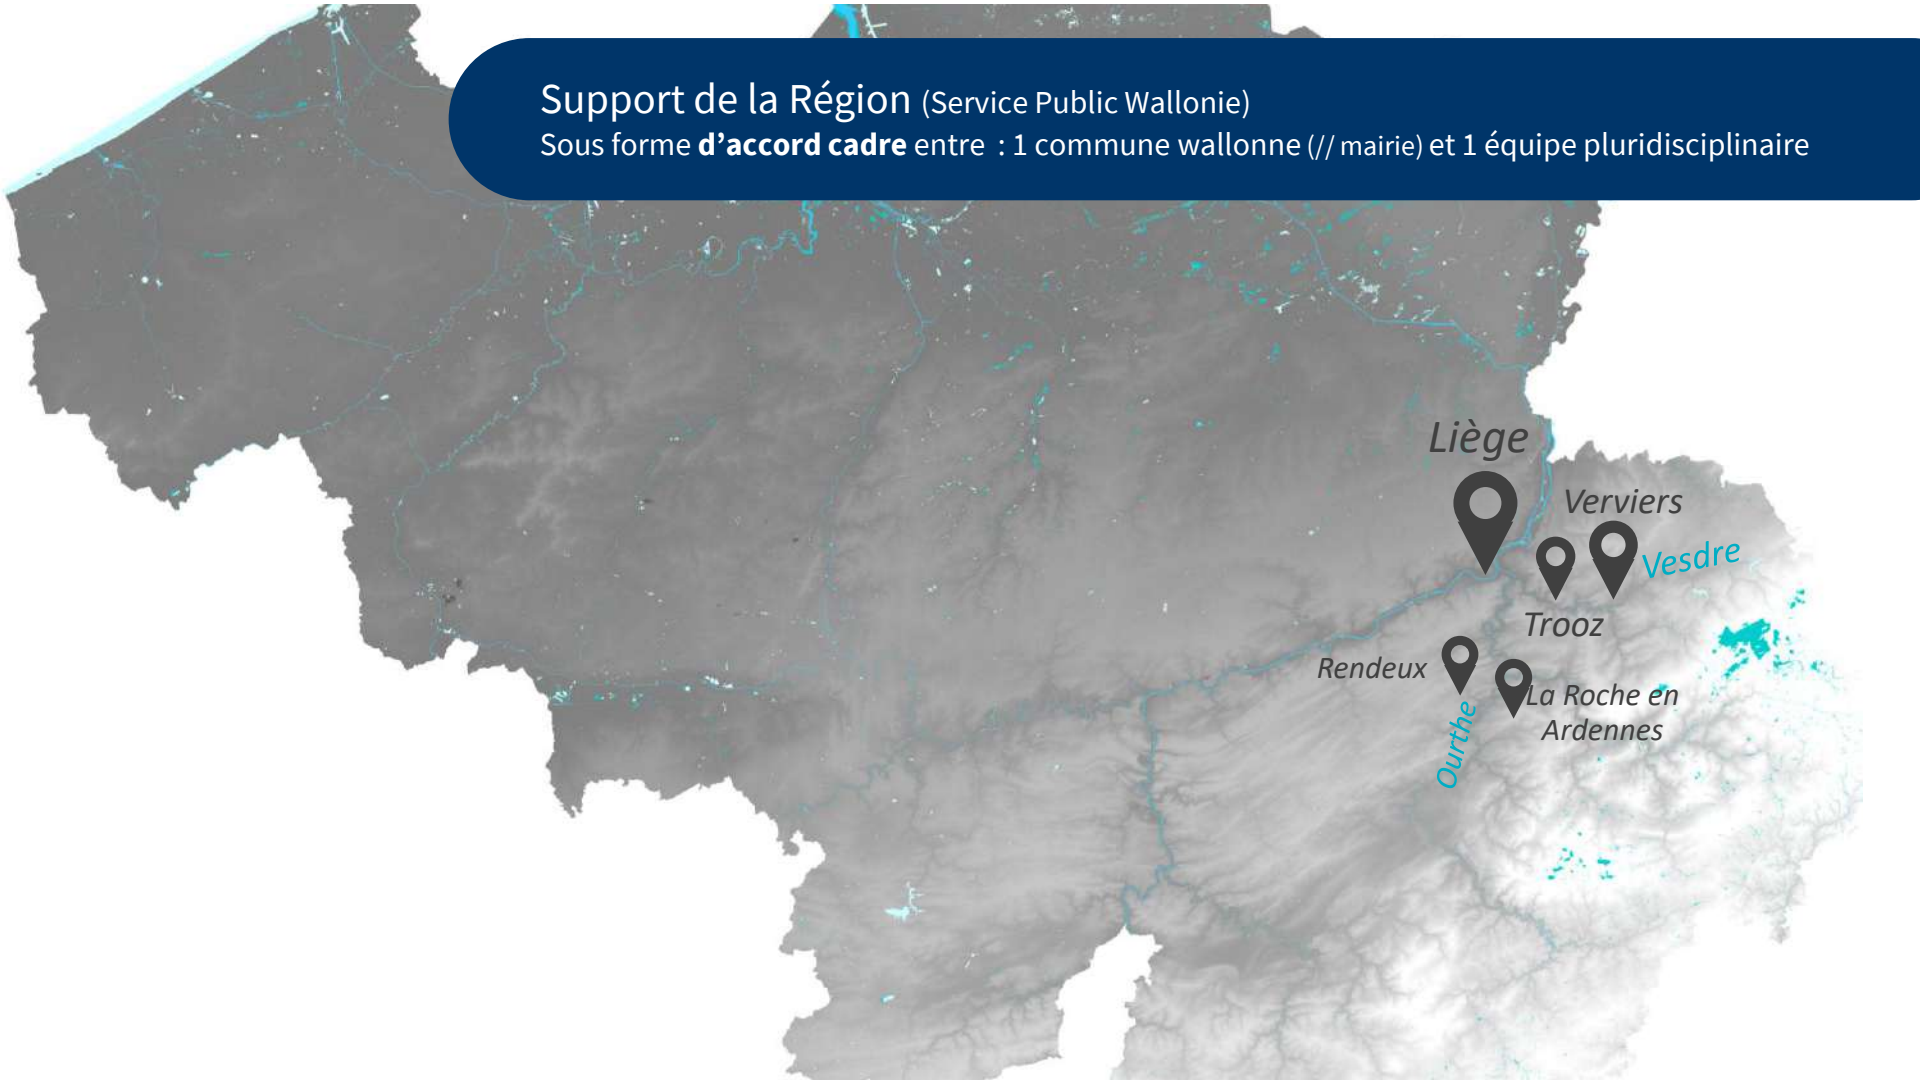 Support de la Région (Service Public Wallonie)
Sous forme d’accord cadre entre : 1 commune wallonne (// mairie) et 1 équipe pluridisciplinaire
Liège
Verviers
Vesdre
Trooz
Rendeux
La Roche en
Ardennes
Ourthe